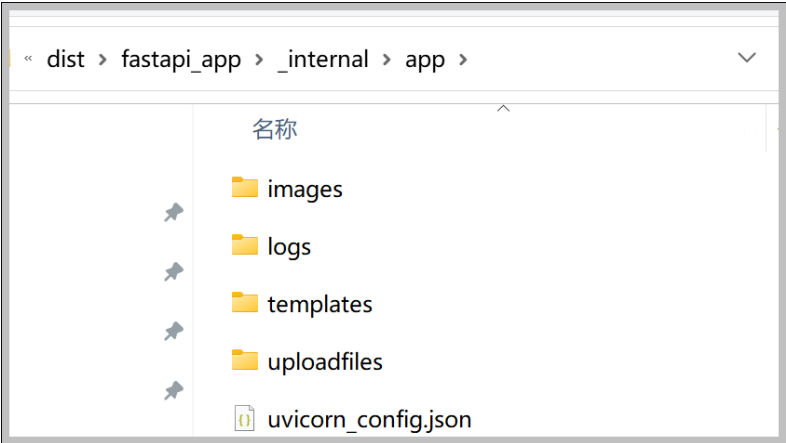 « dist > fastapi_app > _internal > app >
名称
images
logs
templates
uploadfiles
uvicorn_config.json